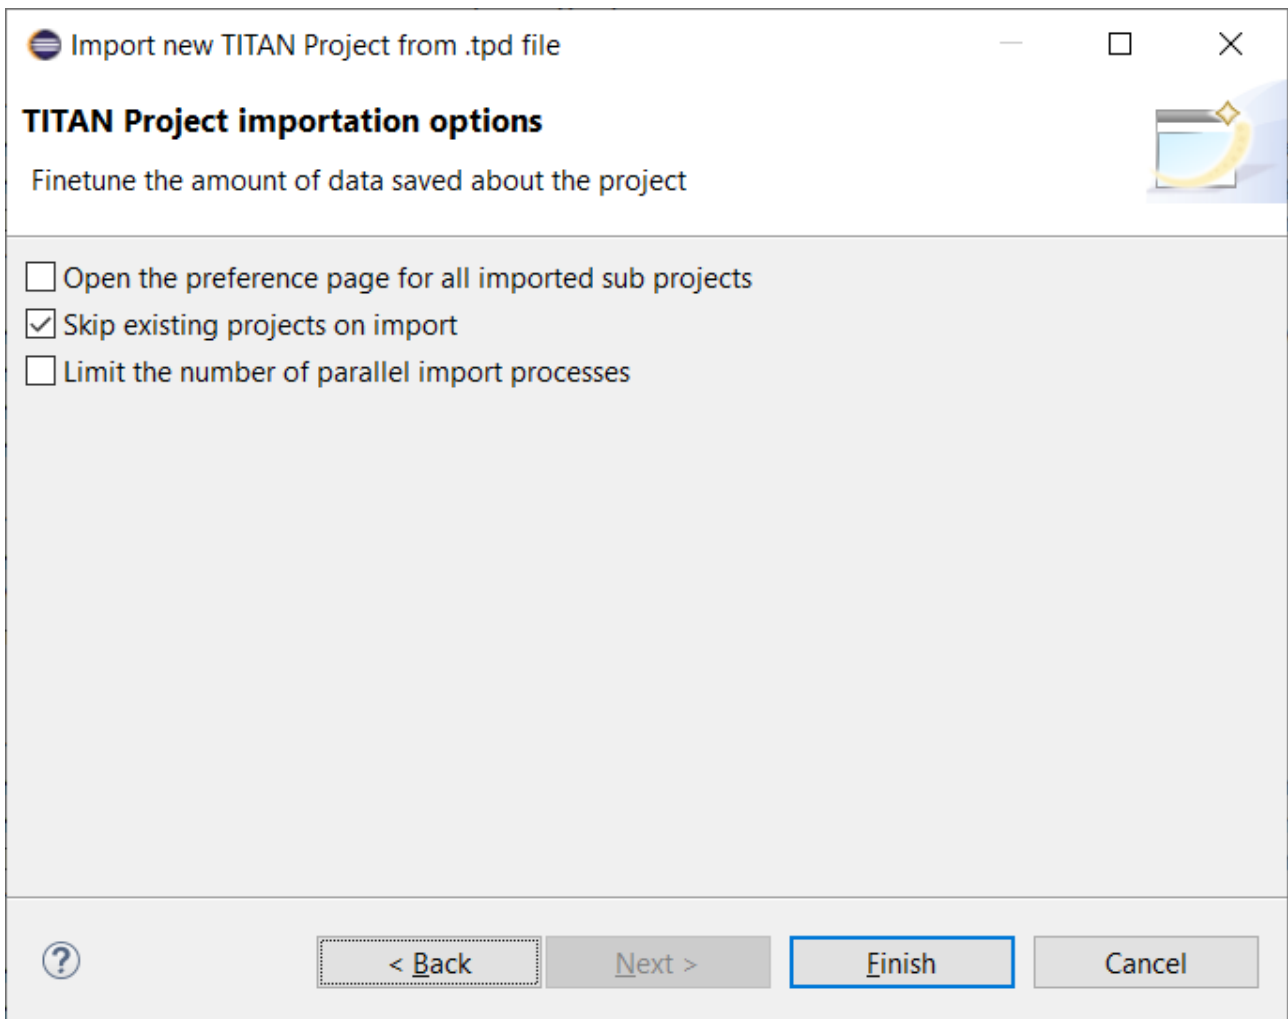 Import new TITAN Project from .tpd file
TITAN Project importation options
Finetune the amount of data saved about the project
Open the preference page for all imported sub projects
Skip existing projects on import
Limit the number of parallel import processes
? < Back Next > Finish Cancel